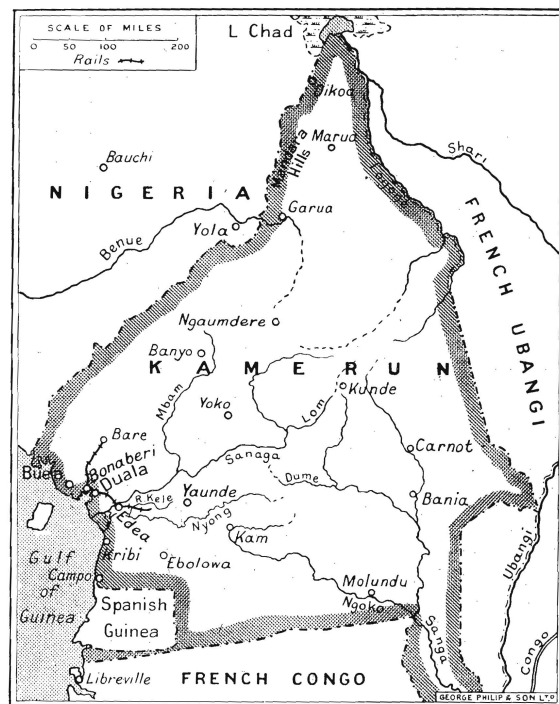 SCALE OF MILES
0 50 100 200
Rails
L Chad
Dikoa
Marua
Mandara
Hills
Logone
Shari
Bauchi
NIGERIA
Garua
Yola
Benue
FRENCH UBANGI
Ngaumdere
Banyo
KAMERUN
Kunde
Mbam
Yoko
Lom
Bare
Carnot
Sanaga
Buea
Bonaberi
Duala
Dume
R. Kele
Yaunde
Bania
Edea
Nyong
Kam
Ubangi
Gulf
of
Guinea
Kribi
Campo
Ebolowa
Molundu
Ngoko
Spanish
Guinea
Sanga
Congo
Libreville
FRENCH CONGO
GEORGE PHILIP & SON LTD